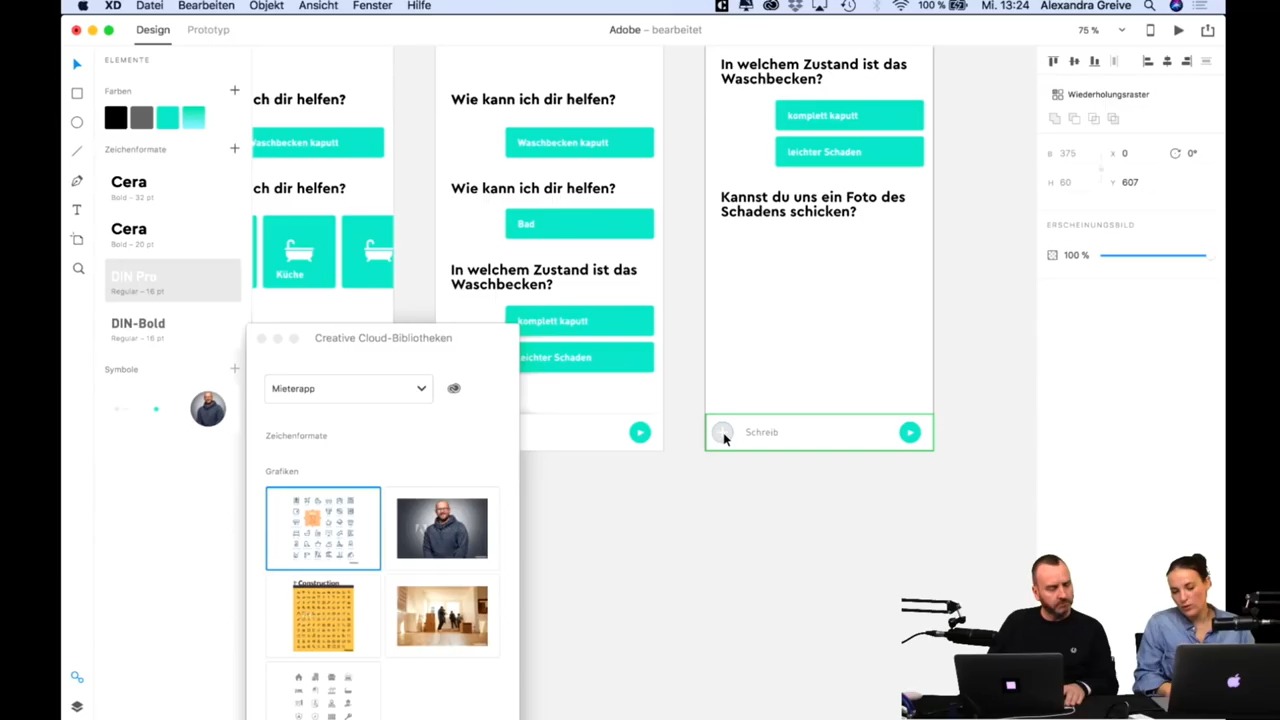 XD Datei Bearbeiten Objekt Ansicht Fenster Hilfe
100 % Mi. 13:24 Alexandra Greive
Design Prototyp
Adobe – bearbeitet
75 %
ELEMENTE
Farben
Zeichenformate
Cera
Bold – 32 pt
Cera
Bold – 20 pt
DIN Pro
Regular – 16 pt
DIN-Bold
Regular – 16 pt
Symbole
ich dir helfen?
Waschbecken kaputt
ich dir helfen?
Küche
Wie kann ich dir helfen?
Waschbecken kaputt
Wie kann ich dir helfen?
Bad
In welchem Zustand ist das
Waschbecken?
komplett kaputt
leichter Schaden
In welchem Zustand ist das
Waschbecken?
komplett kaputt
leichter Schaden
Kannst du uns ein Foto des
Schadens schicken?
Schreib
Creative Cloud-Bibliotheken
Mieterapp
Zeichenformate
Grafiken
Construction
Wiederholungsraster
B 375 X 0 0°
H 60 Y 607
ERSCHEINUNGSBILD
100 %